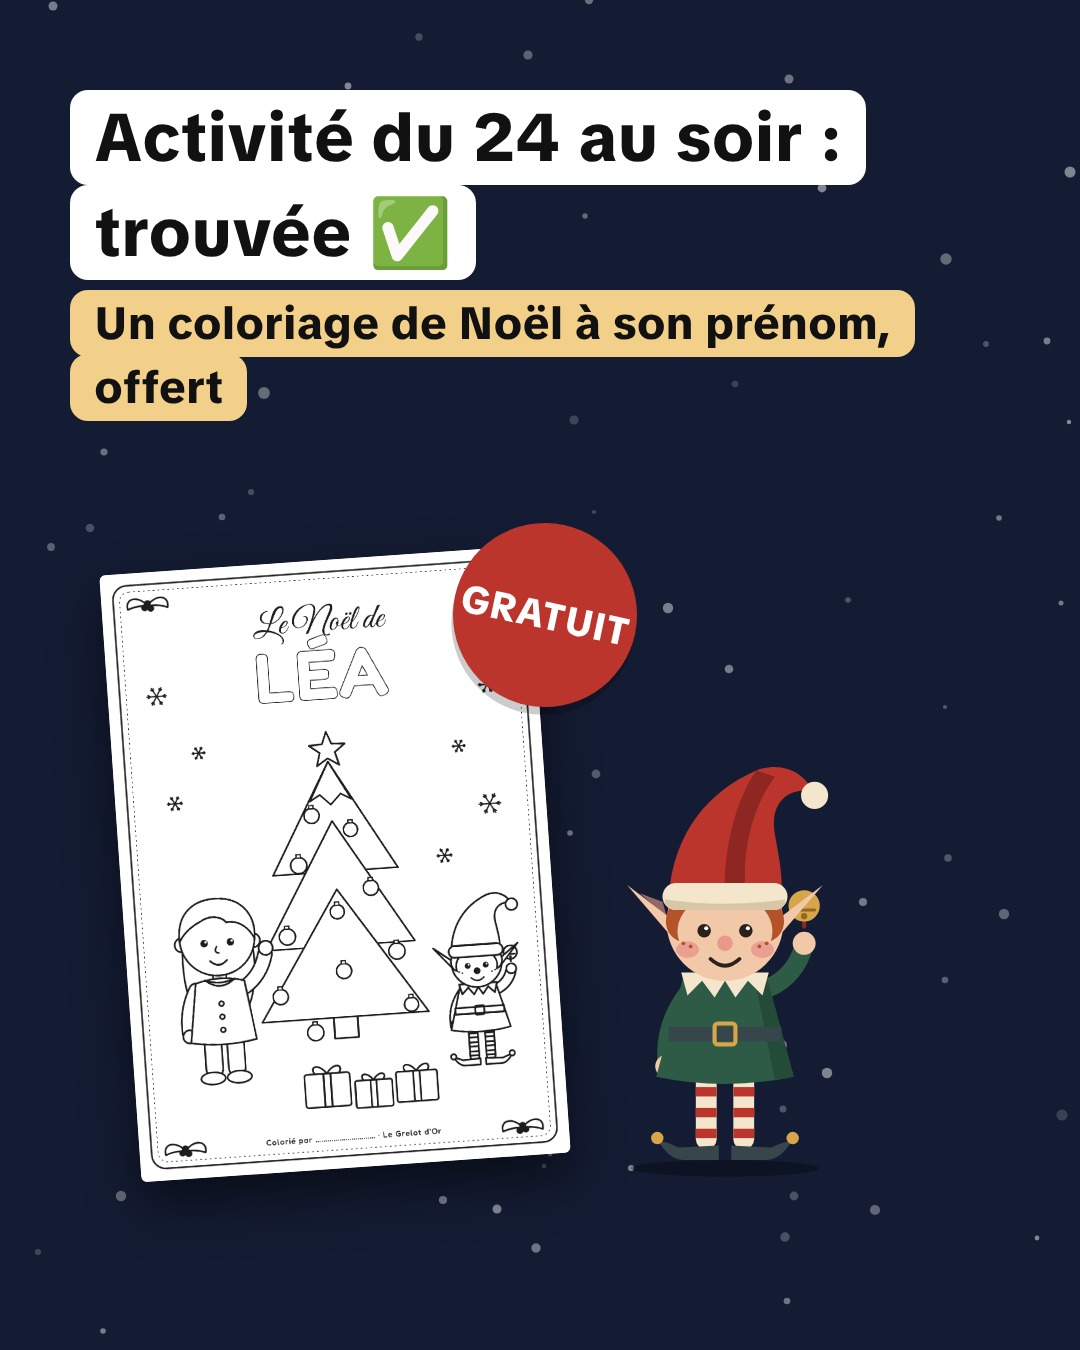 Activité du 24 au soir :
trouvée ✅
Un coloriage de Noël à son prénom,
offert
GRATUIT
Le Noël de
LÉA
Colorié par ........................ · Le Grelot d'Or